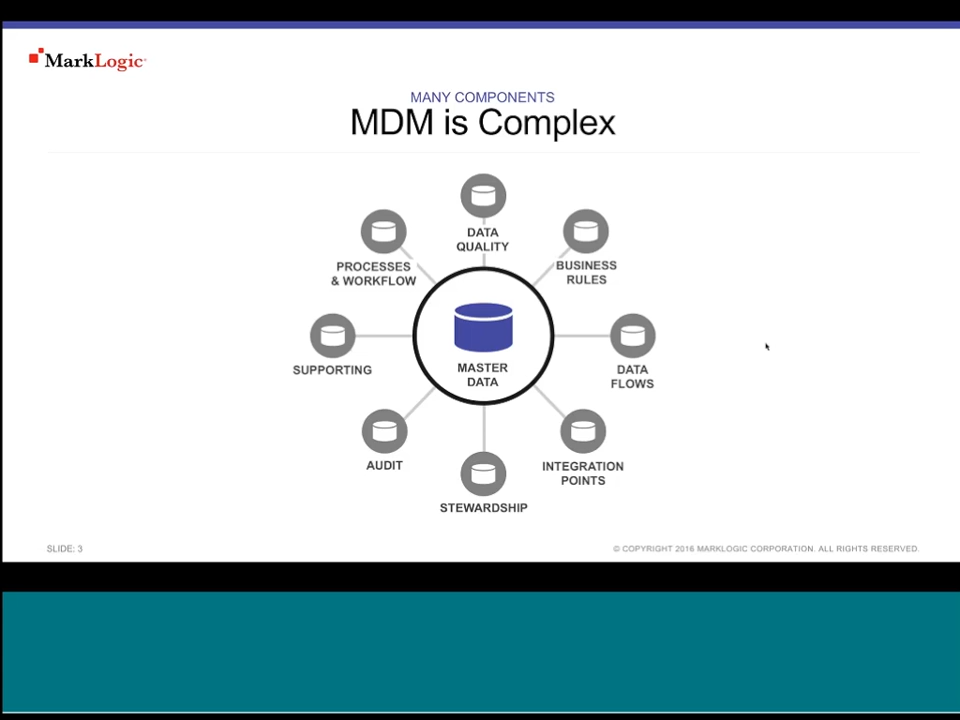 MarkLogic
MANY COMPONENTS
MDM is Complex
DATA
QUALITY
PROCESSES
& WORKFLOW
BUSINESS
RULES
SUPPORTING
MASTER
DATA
DATA
FLOWS
AUDIT
INTEGRATION
POINTS
STEWARDSHIP
SLIDE: 3
© COPYRIGHT 2016 MARKLOGIC CORPORATION. ALL RIGHTS RESERVED.